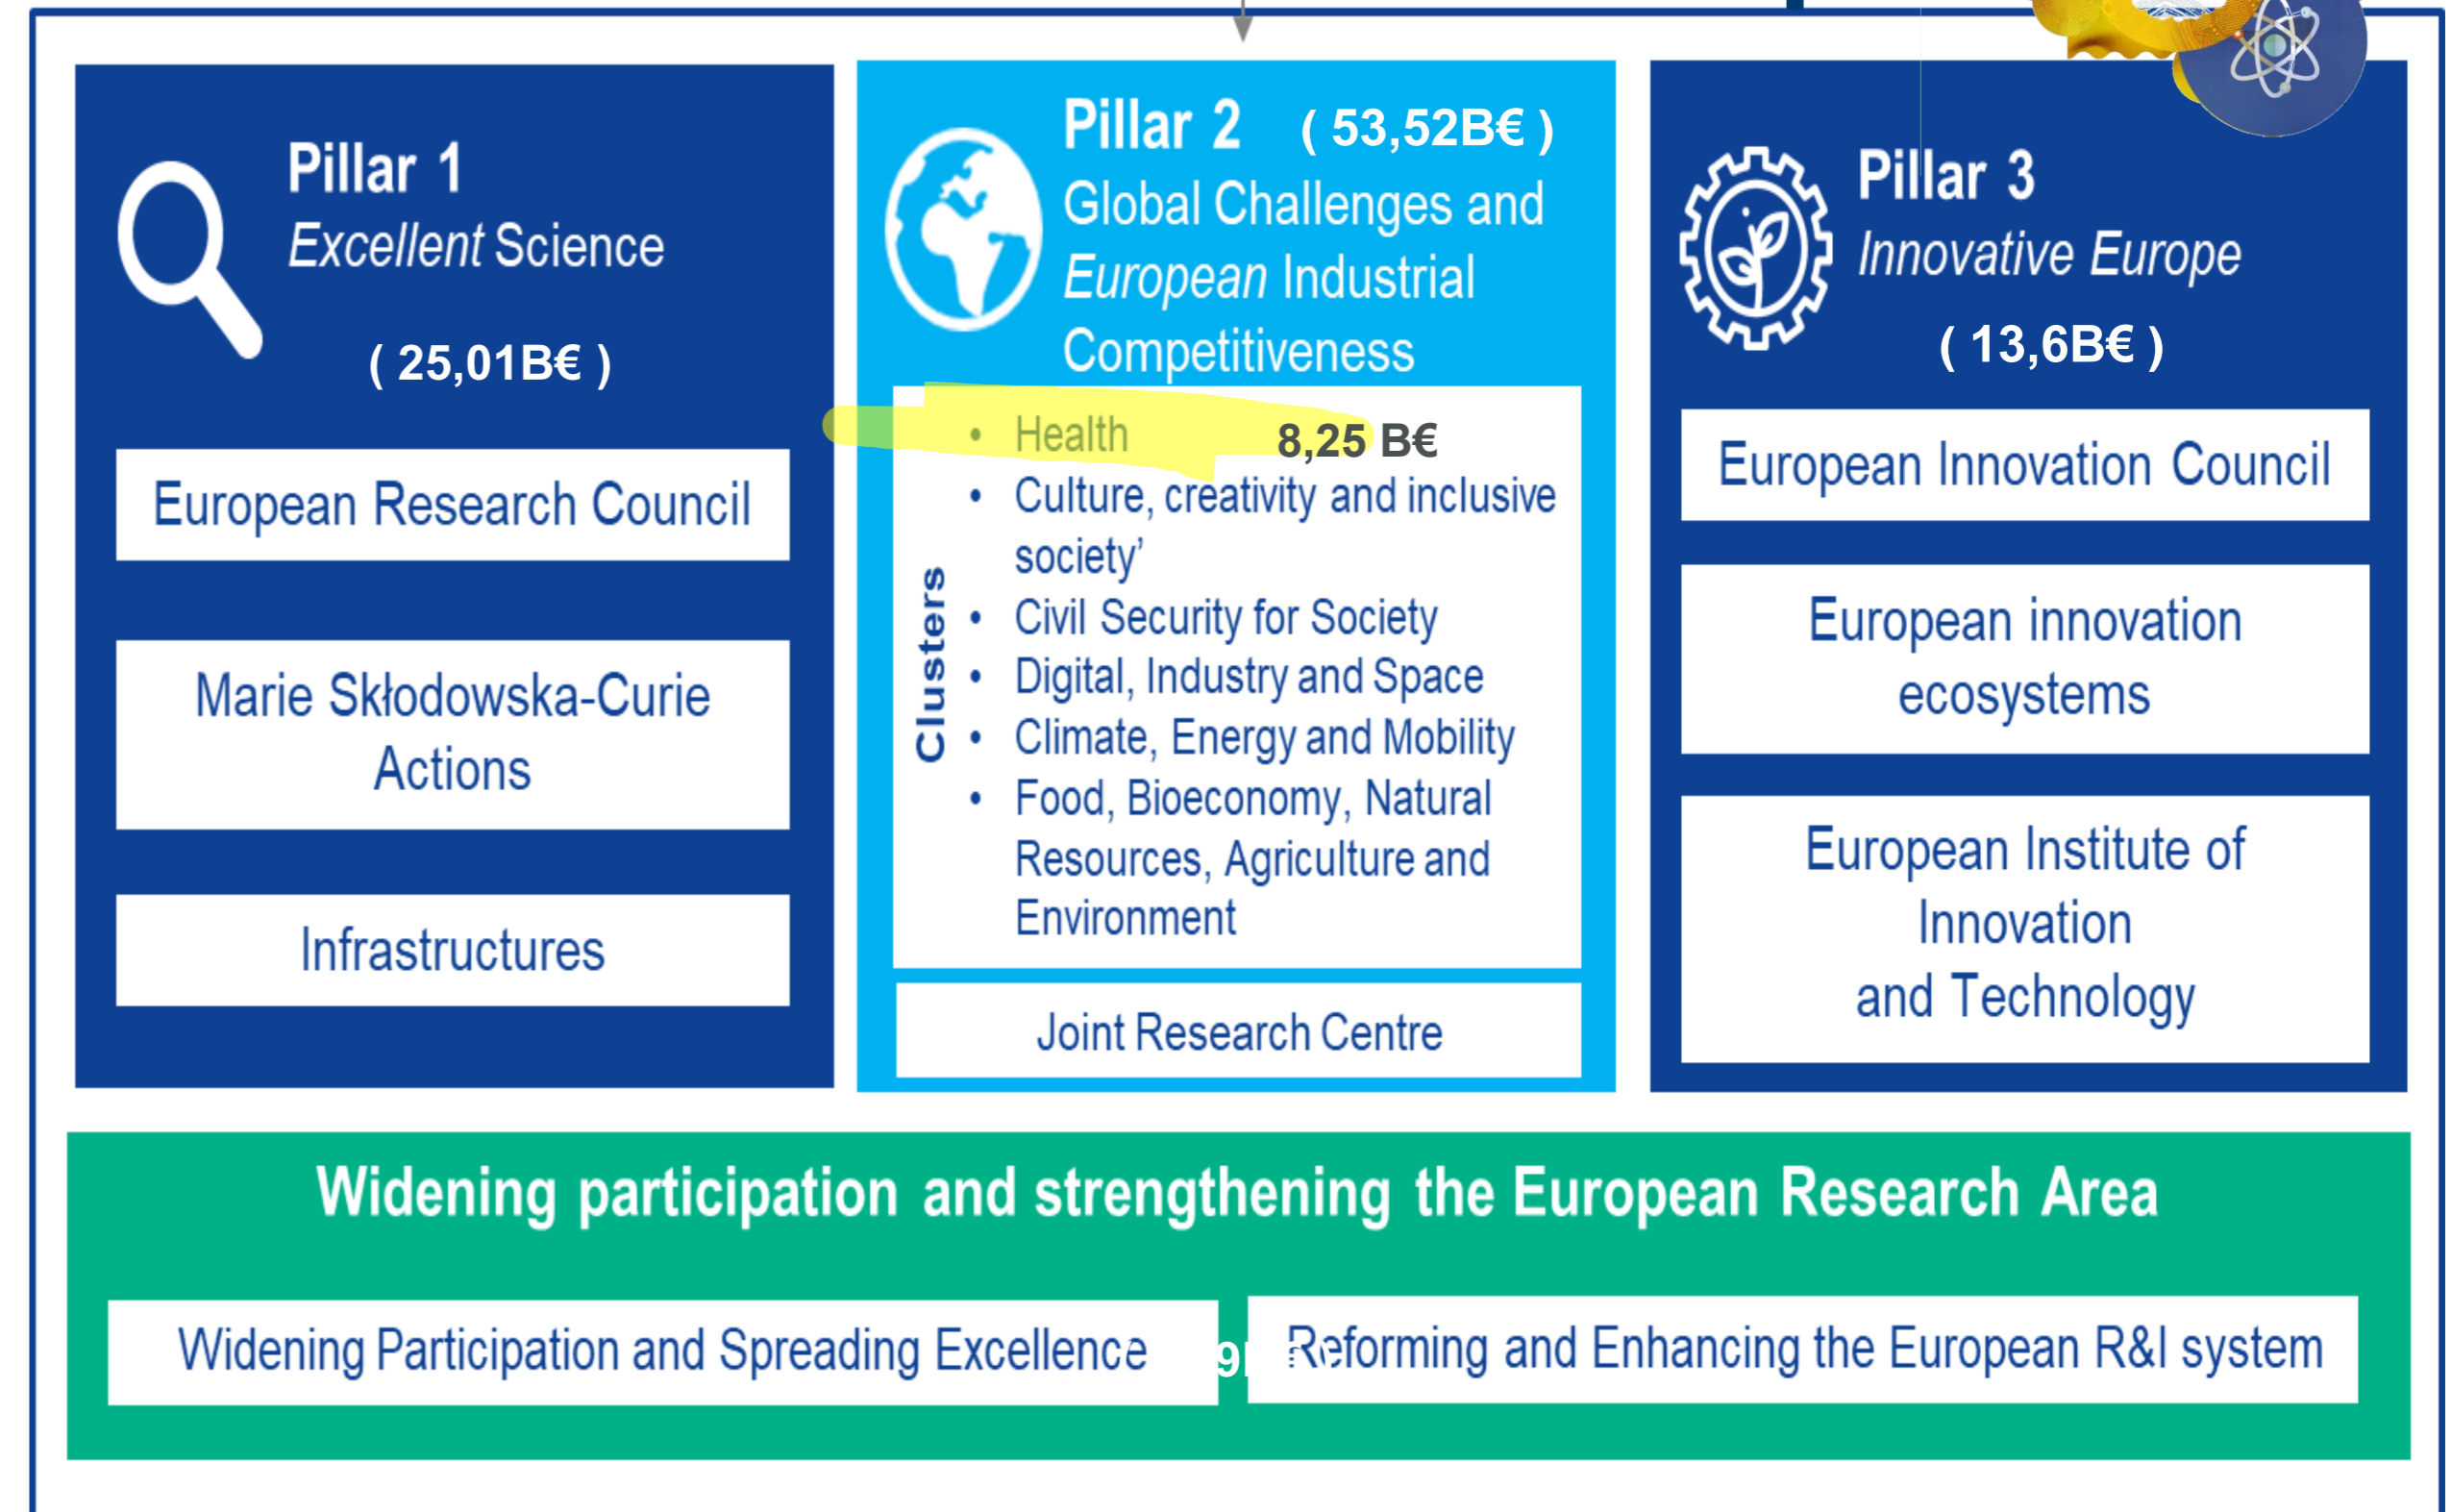 Pillar 1
Excellent Science
( 25,01B€ )
European Research Council
Marie Skłodowska-Curie
Actions
Infrastructures
Pillar 2 ( 53,52B€ )
Global Challenges and
European Industrial
Competitiveness
Clusters
• Health 8,25 B€
• Culture, creativity and inclusive
society’
• Civil Security for Society
• Digital, Industry and Space
• Climate, Energy and Mobility
• Food, Bioeconomy, Natural
Resources, Agriculture and
Environment
Joint Research Centre
Pillar 3
Innovative Europe
( 13,6B€ )
European Innovation Council
European innovation
ecosystems
European Institute of
Innovation
and Technology
Widening participation and strengthening the European Research Area
Widening Participation and Spreading Excellence
Reforming and Enhancing the European R&I system